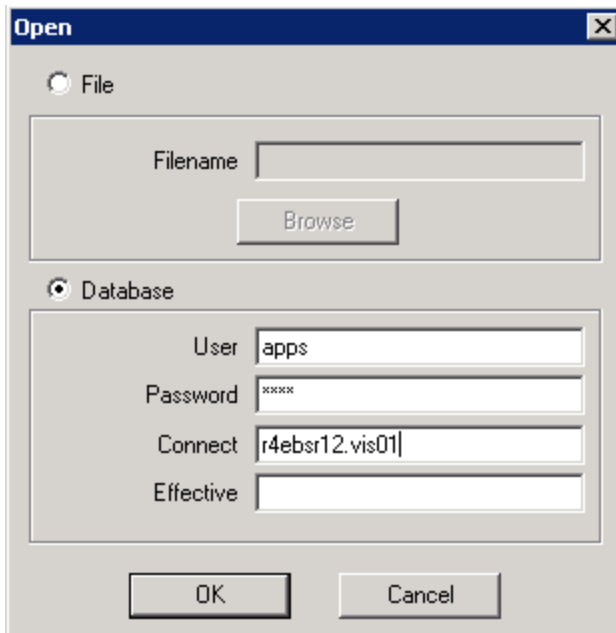 Open
File
Filename
Browse
Database
User apps
Password ****
Connect r4ebsr12.vis01
Effective
OK Cancel